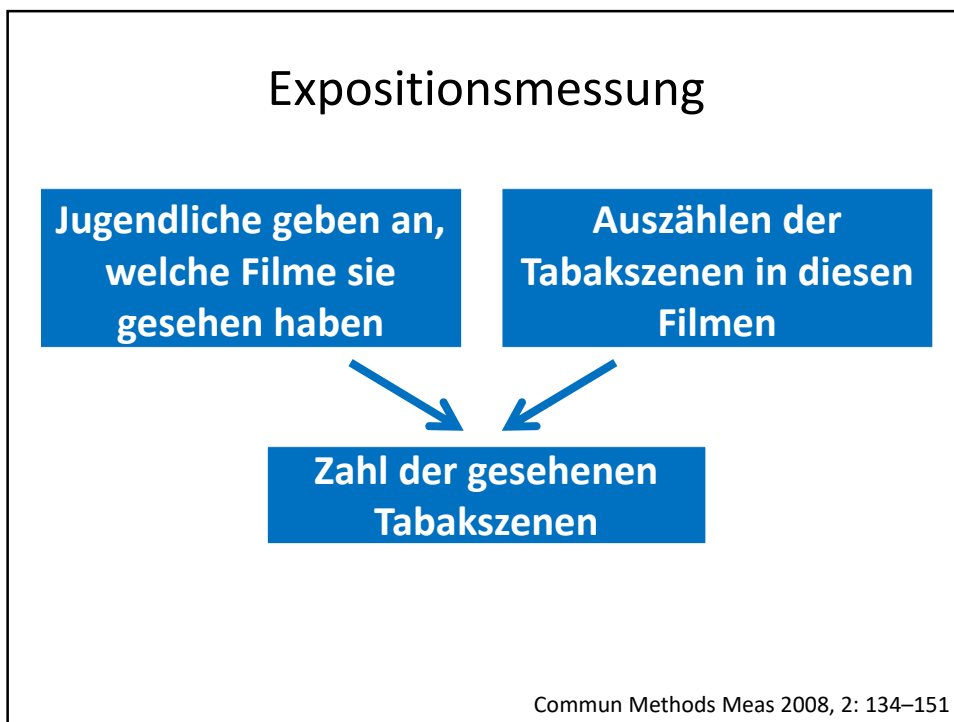 Expositionsmessung
Jugendliche geben an,
welche Filme sie
gesehen haben
Auszählen der
Tabakszenen in diesen
Filmen
Zahl der gesehenen
Tabakszenen
Commun Methods Meas 2008, 2: 134–151